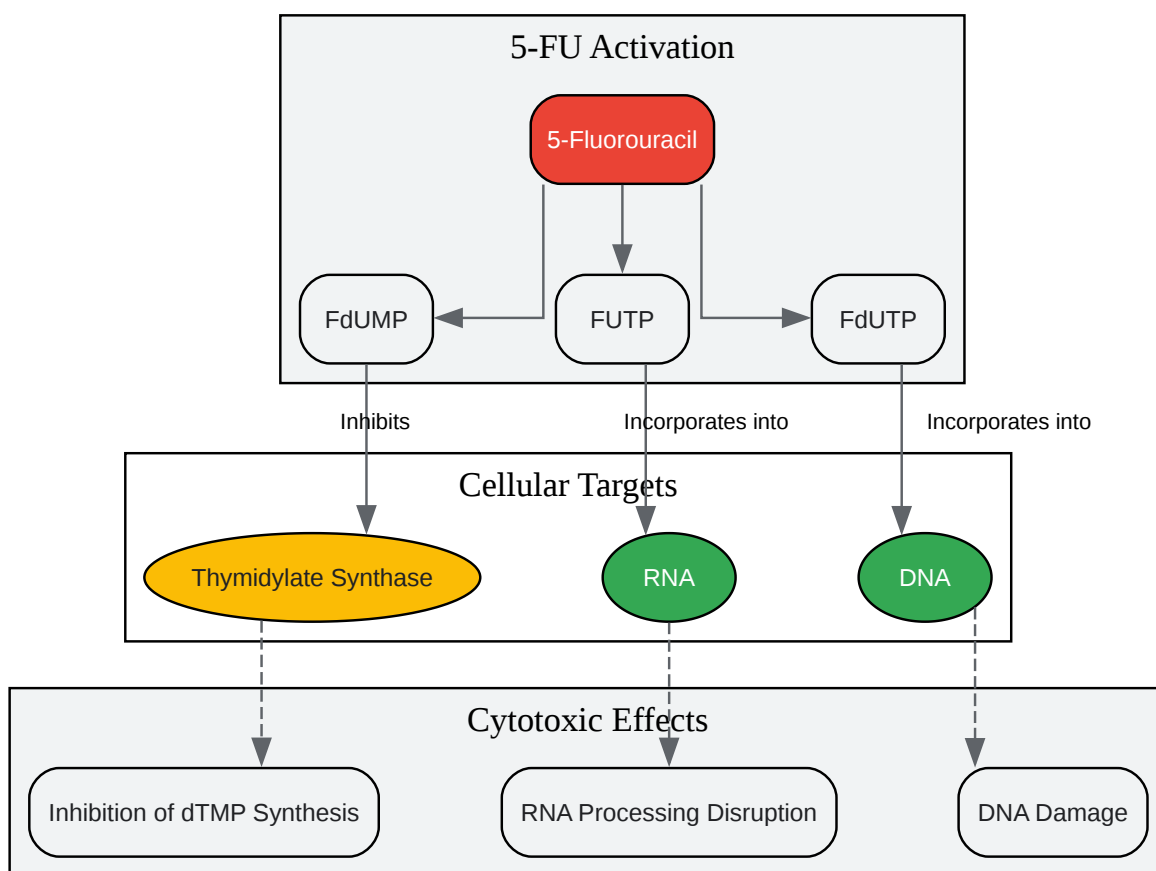 5-FU Activation
5-Fluorouracil
FdUMP
FUTP
FdUTP
Inhibits
Incorporates into
Incorporates into
Cellular Targets
Thymidylate Synthase
RNA
DNA
Cytotoxic Effects
Inhibition of dTMP Synthesis
RNA Processing Disruption
DNA Damage